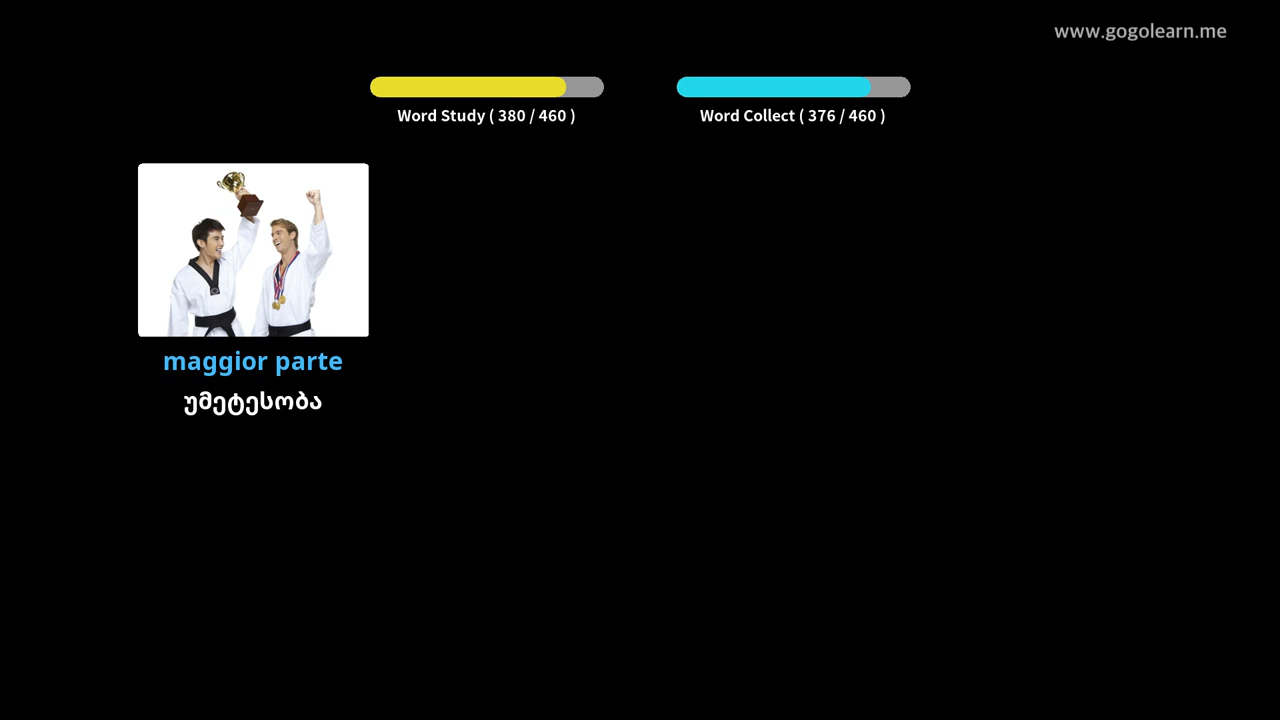 www.gogolearn.me
Word Study ( 380 / 460 )
Word Collect ( 376 / 460 )
maggior parte
უმეტესობა